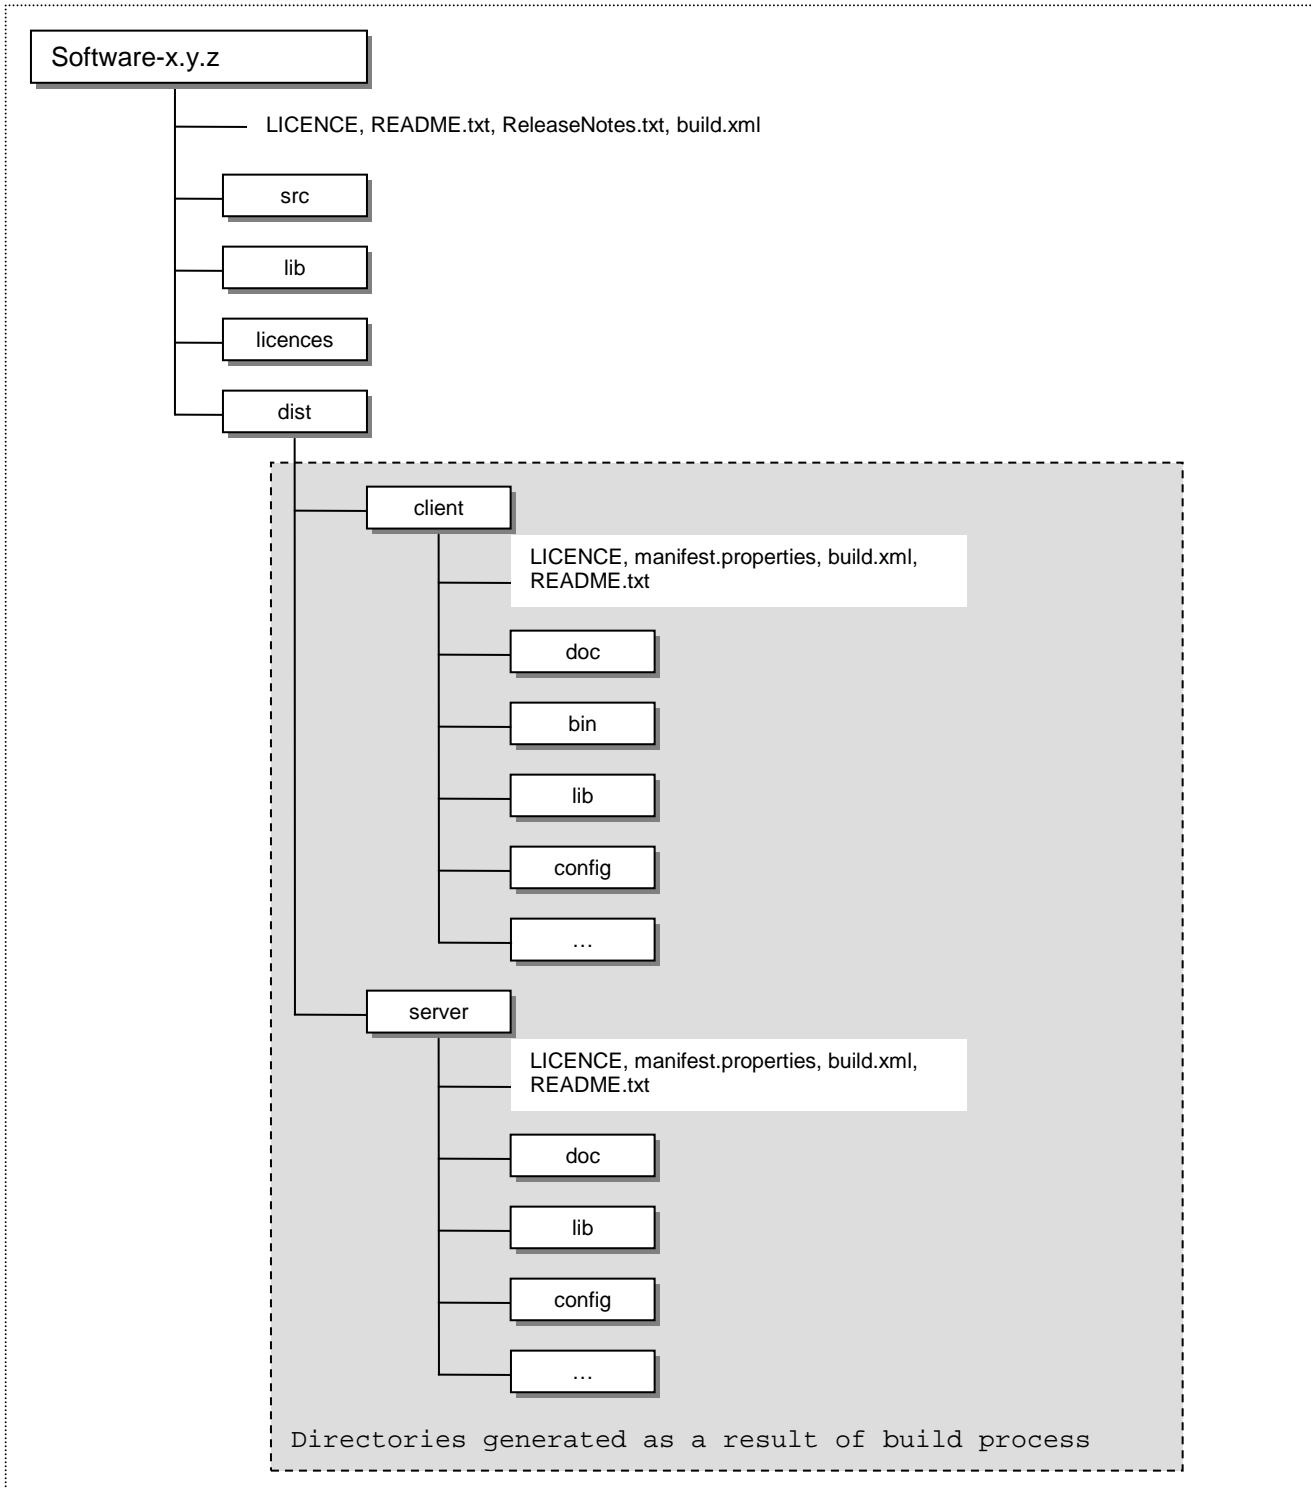 Software-x.y.z
LICENCE, README.txt, ReleaseNotes.txt, build.xml
src
lib
licences
dist
client
LICENCE, manifest.properties, build.xml,
README.txt
doc
bin
lib
config
…
server
LICENCE, manifest.properties, build.xml,
README.txt
doc
lib
config
…
Directories generated as a result of build process